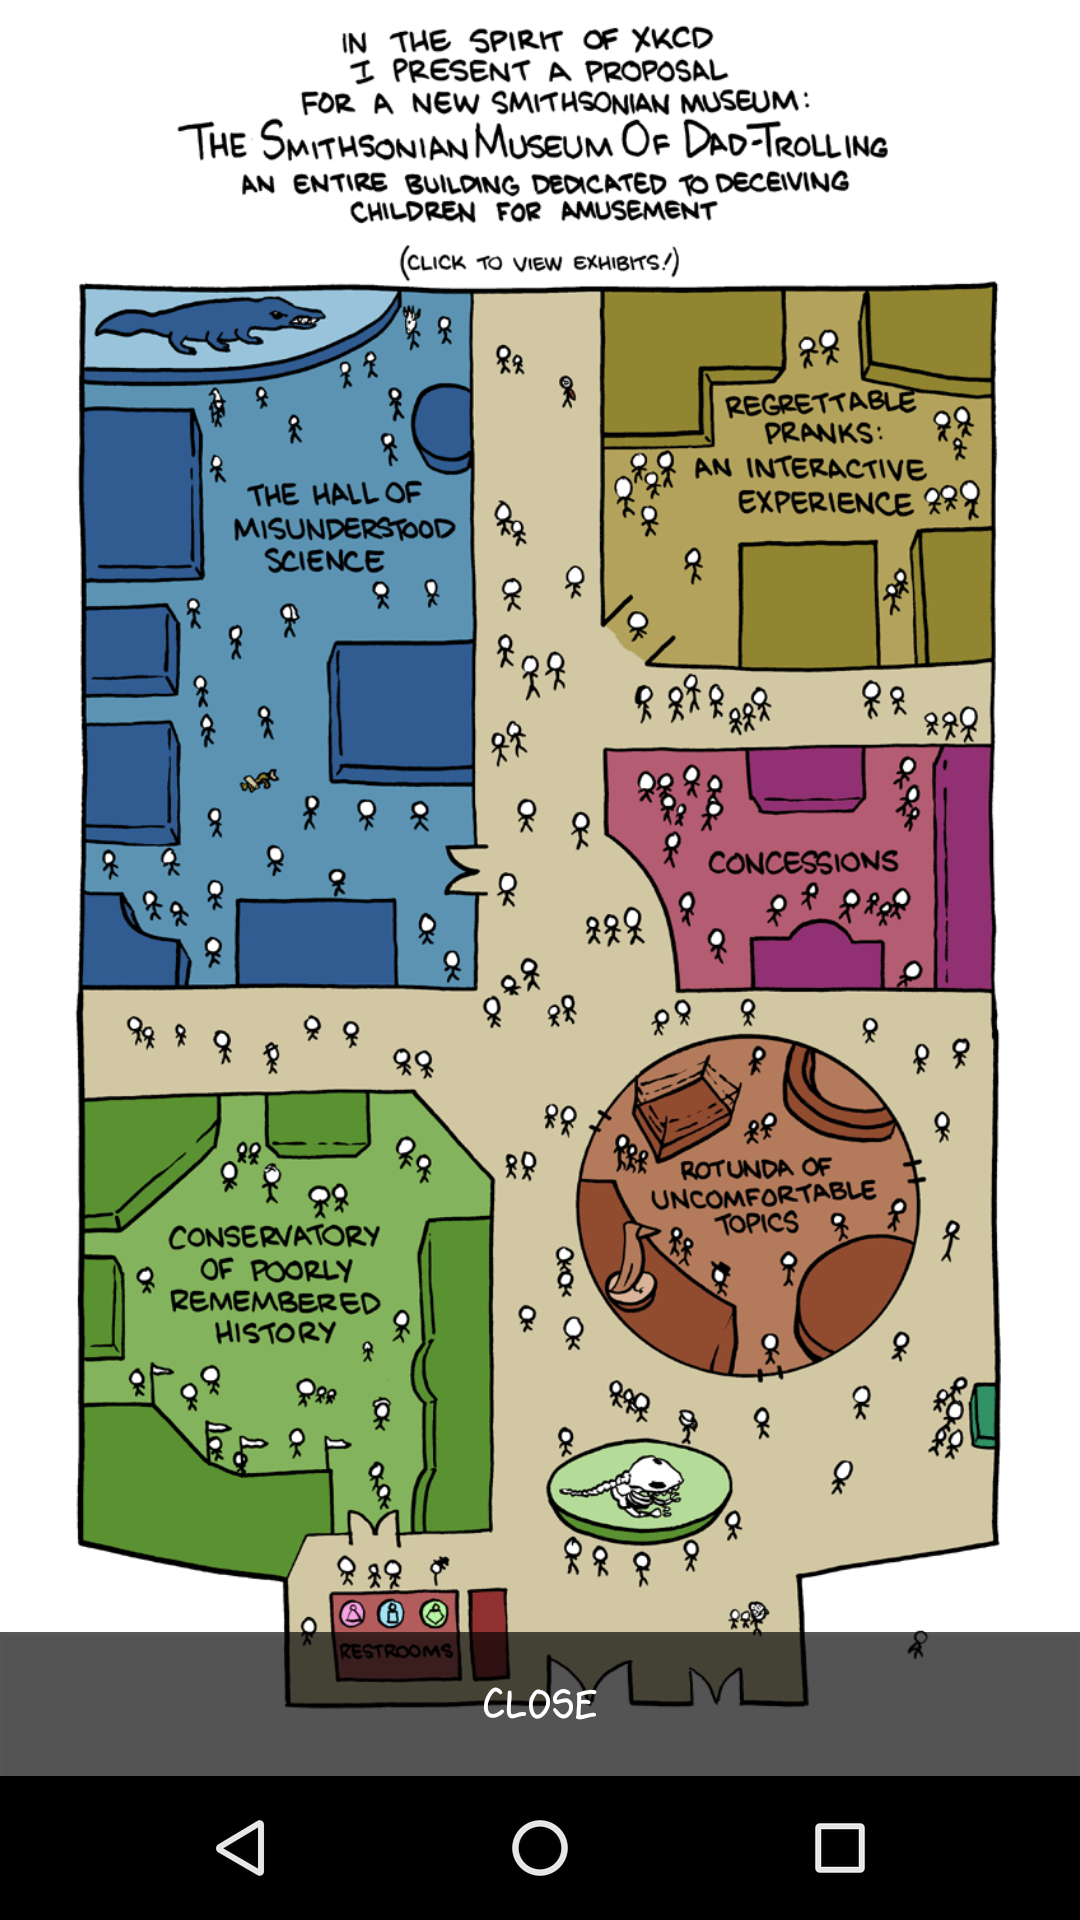 IN THE SPIRIT OF XKCD
I PRESENT A PROPOSAL
FOR A NEW SMITHSONIAN MUSEUM:
THE SMITHSONIAN MUSEUM OF DAD-TROLLING
AN ENTIRE BUILDING DEDICATED TO DECEIVING
CHILDREN FOR AMUSEMENT
(CLICK TO VIEW EXHIBITS!)
REGRETTABLE
PRANKS:
AN INTERACTIVE
EXPERIENCE
THE HALL OF
MISUNDERSTOOD
SCIENCE
CONCESSIONS
ROTUNDA OF
UNCOMFORTABLE
TOPICS
CONSERVATORY
OF POORLY
REMEMBERED
HISTORY
RESTROOMS
CLOSE